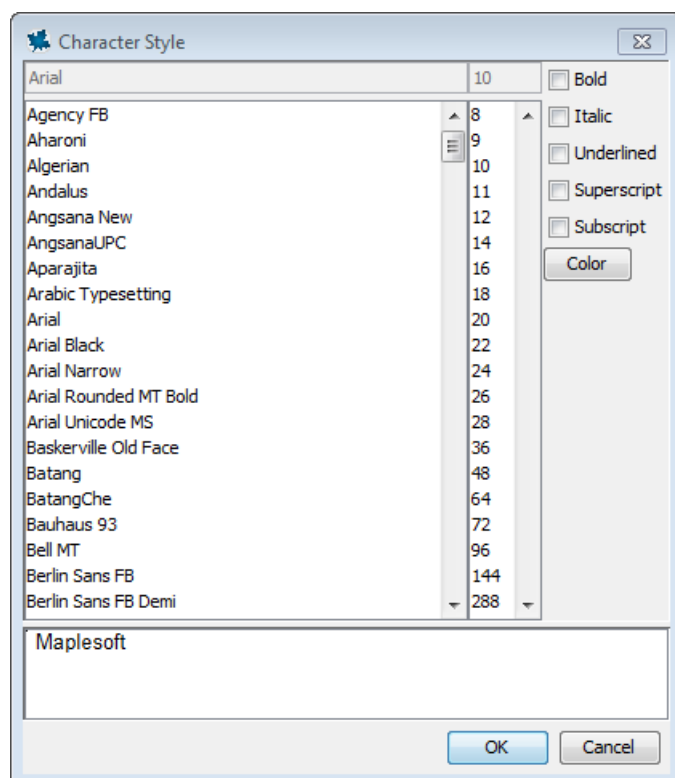 Character Style
Arial 10 Bold
Agency FB 8 Italic
Aharoni 9
Algerian 10 Underlined
Andalus 11 Superscript
Angsana New 12 Subscript
AngsanaUPC 14
Aparajita 16 Color
Arabic Typesetting 18
Arial 20
Arial Black 22
Arial Narrow 24
Arial Rounded MT Bold 26
Arial Unicode MS 28
Baskerville Old Face 36
Batang 48
BatangChe 64
Bauhaus 93 72
Bell MT 96
Berlin Sans FB 144
Berlin Sans FB Demi 288
Maplesoft
OK Cancel